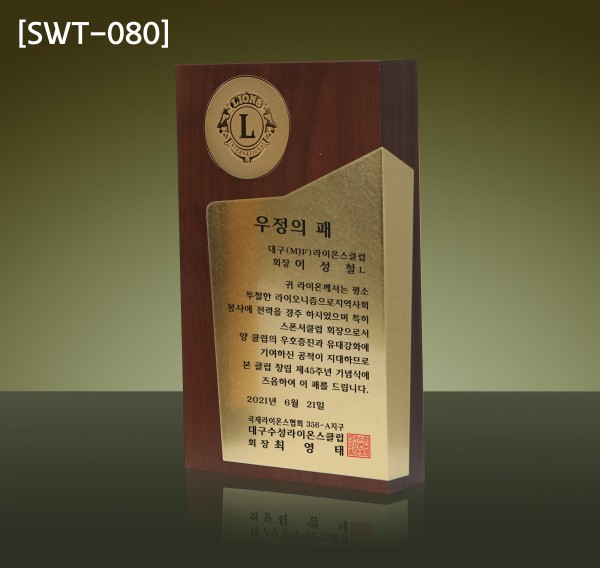 [SWT-080]
LIONS
L
INTERNATIONAL
우정의 패
대구(MJF)라이온스클럽
회장 이 성 철 L
귀 라이온께서는 평소
투철한 라이오니즘으로지역사회
봉사에 전력을 경주 하시었으며 특히
스폰서클럽 회장으로서
양 클럽의 우호증진과 유대강화에
기여하신 공적이 지대하므로
본 클럽 창립 제45주년 기념식에
즈음하여 이 패를 드립니다.
2021년 6월 21일
국제라이온스협회 356-A지구
대구수성라이온스클럽
회장 최 영 태